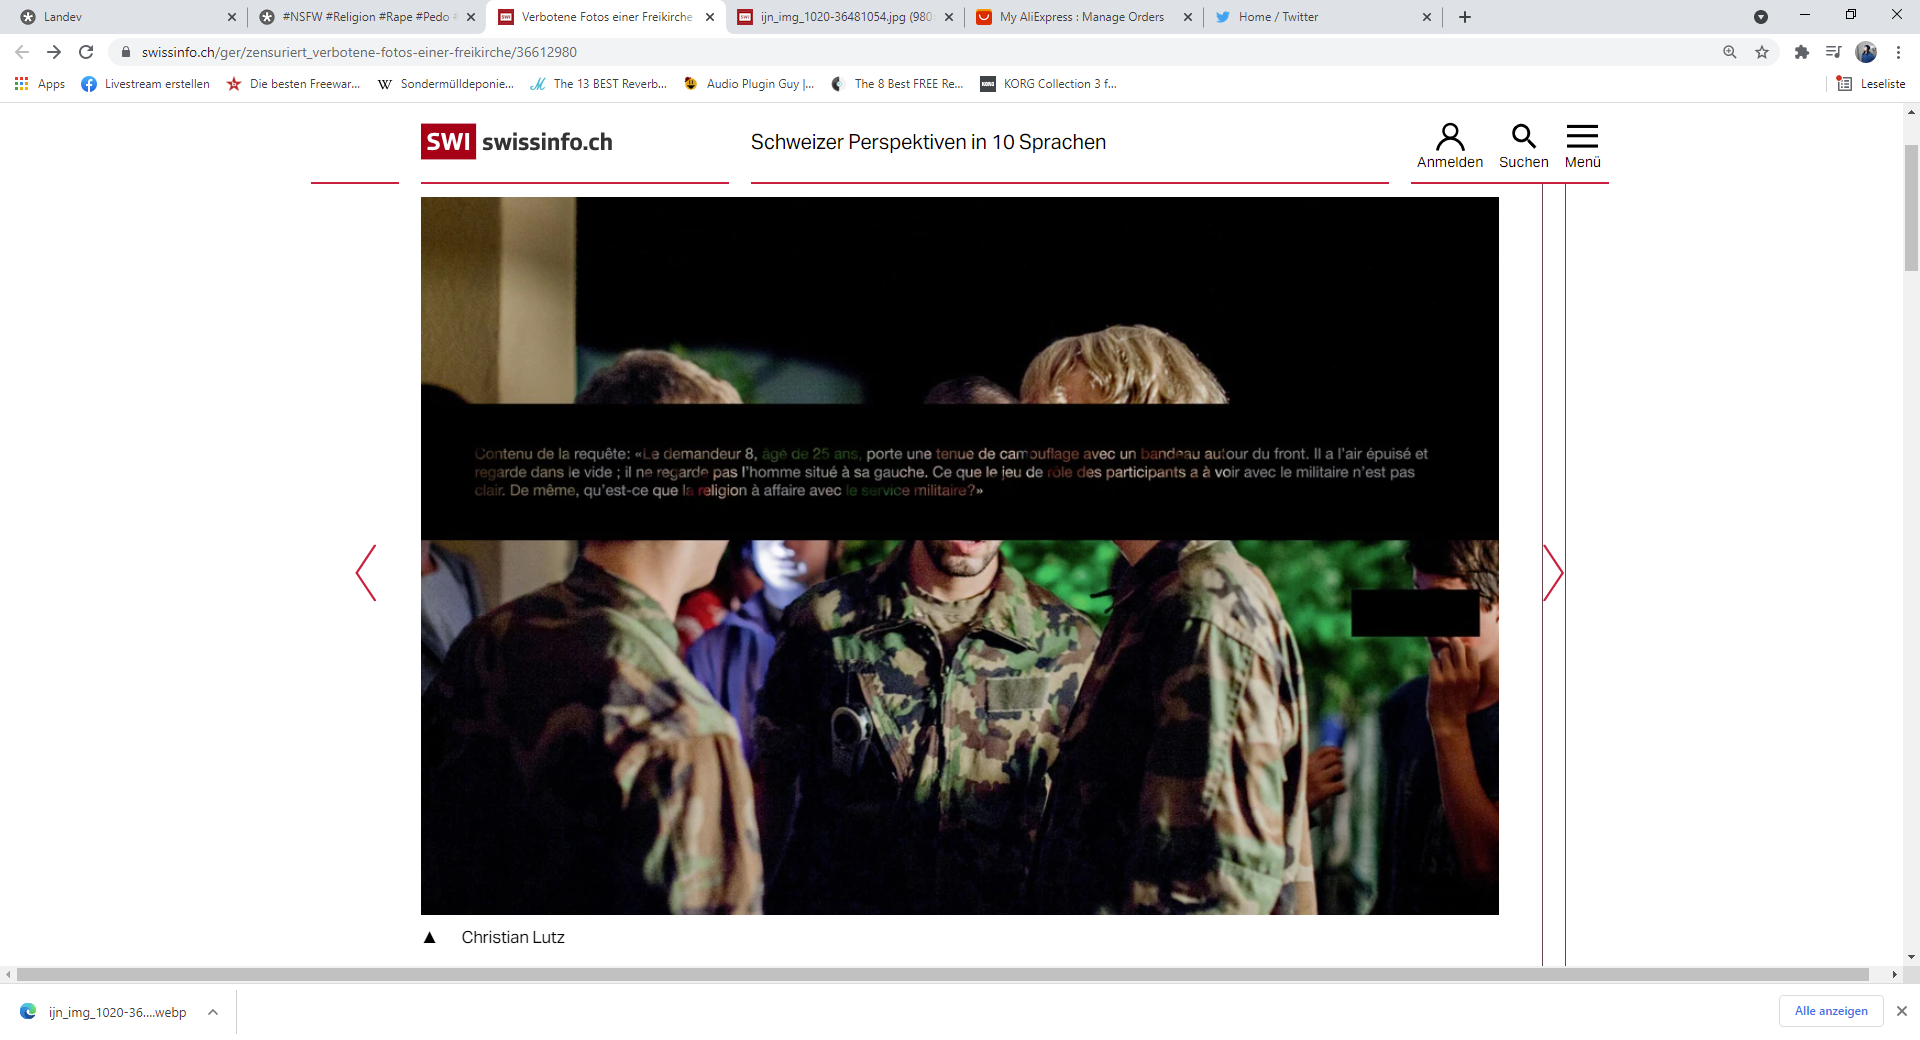 Landev
#NSFW #Religion #Rape #Pedo
Verbotene Fotos einer Freikirche
ijn_img_1020-36481054.jpg (980
My AliExpress : Manage Orders
Home / Twitter
swissinfo.ch/ger/zensuriert_verbotene-fotos-einer-freikirche/36612980
Apps
Livestream erstellen
Die besten Freewar...
Sondermülldeponie...
The 13 BEST Reverb...
Audio Plugin Guy |...
The 8 Best FREE Re...
KORG Collection 3 f...
Leseliste
SWI swissinfo.ch
Schweizer Perspektiven in 10 Sprachen
Anmelden
Suchen
Menü
Contenu de la requête: «Le demandeur 8, âgé de 25 ans, porte une tenue de camouflage avec un bandeau autour du front. Il a l'air épuisé et
regarde dans le vide ; il ne regarde pas l'homme situé à sa gauche. Ce que le jeu de rôle des participants a à voir avec le militaire n'est pas
clair. De même, qu'est-ce que la religion à affaire avec le service militaire?»
▲ Christian Lutz
ijn_img_1020-36....webp
Alle anzeigen